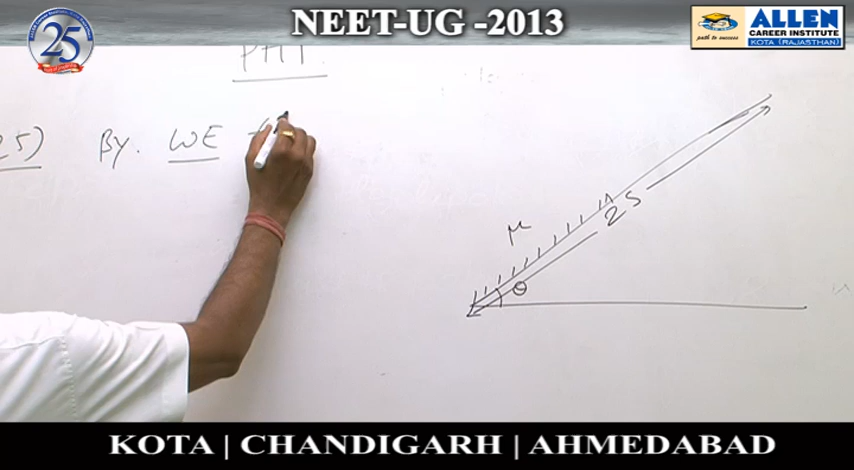 NEET-UG -2013
25
ALLEN
CAREER INSTITUTE
KOTA (RAJASTHAN)
path to success
PHY
25) BY. WE
μ
2S
θ
KOTA | CHANDIGARH | AHMEDABAD